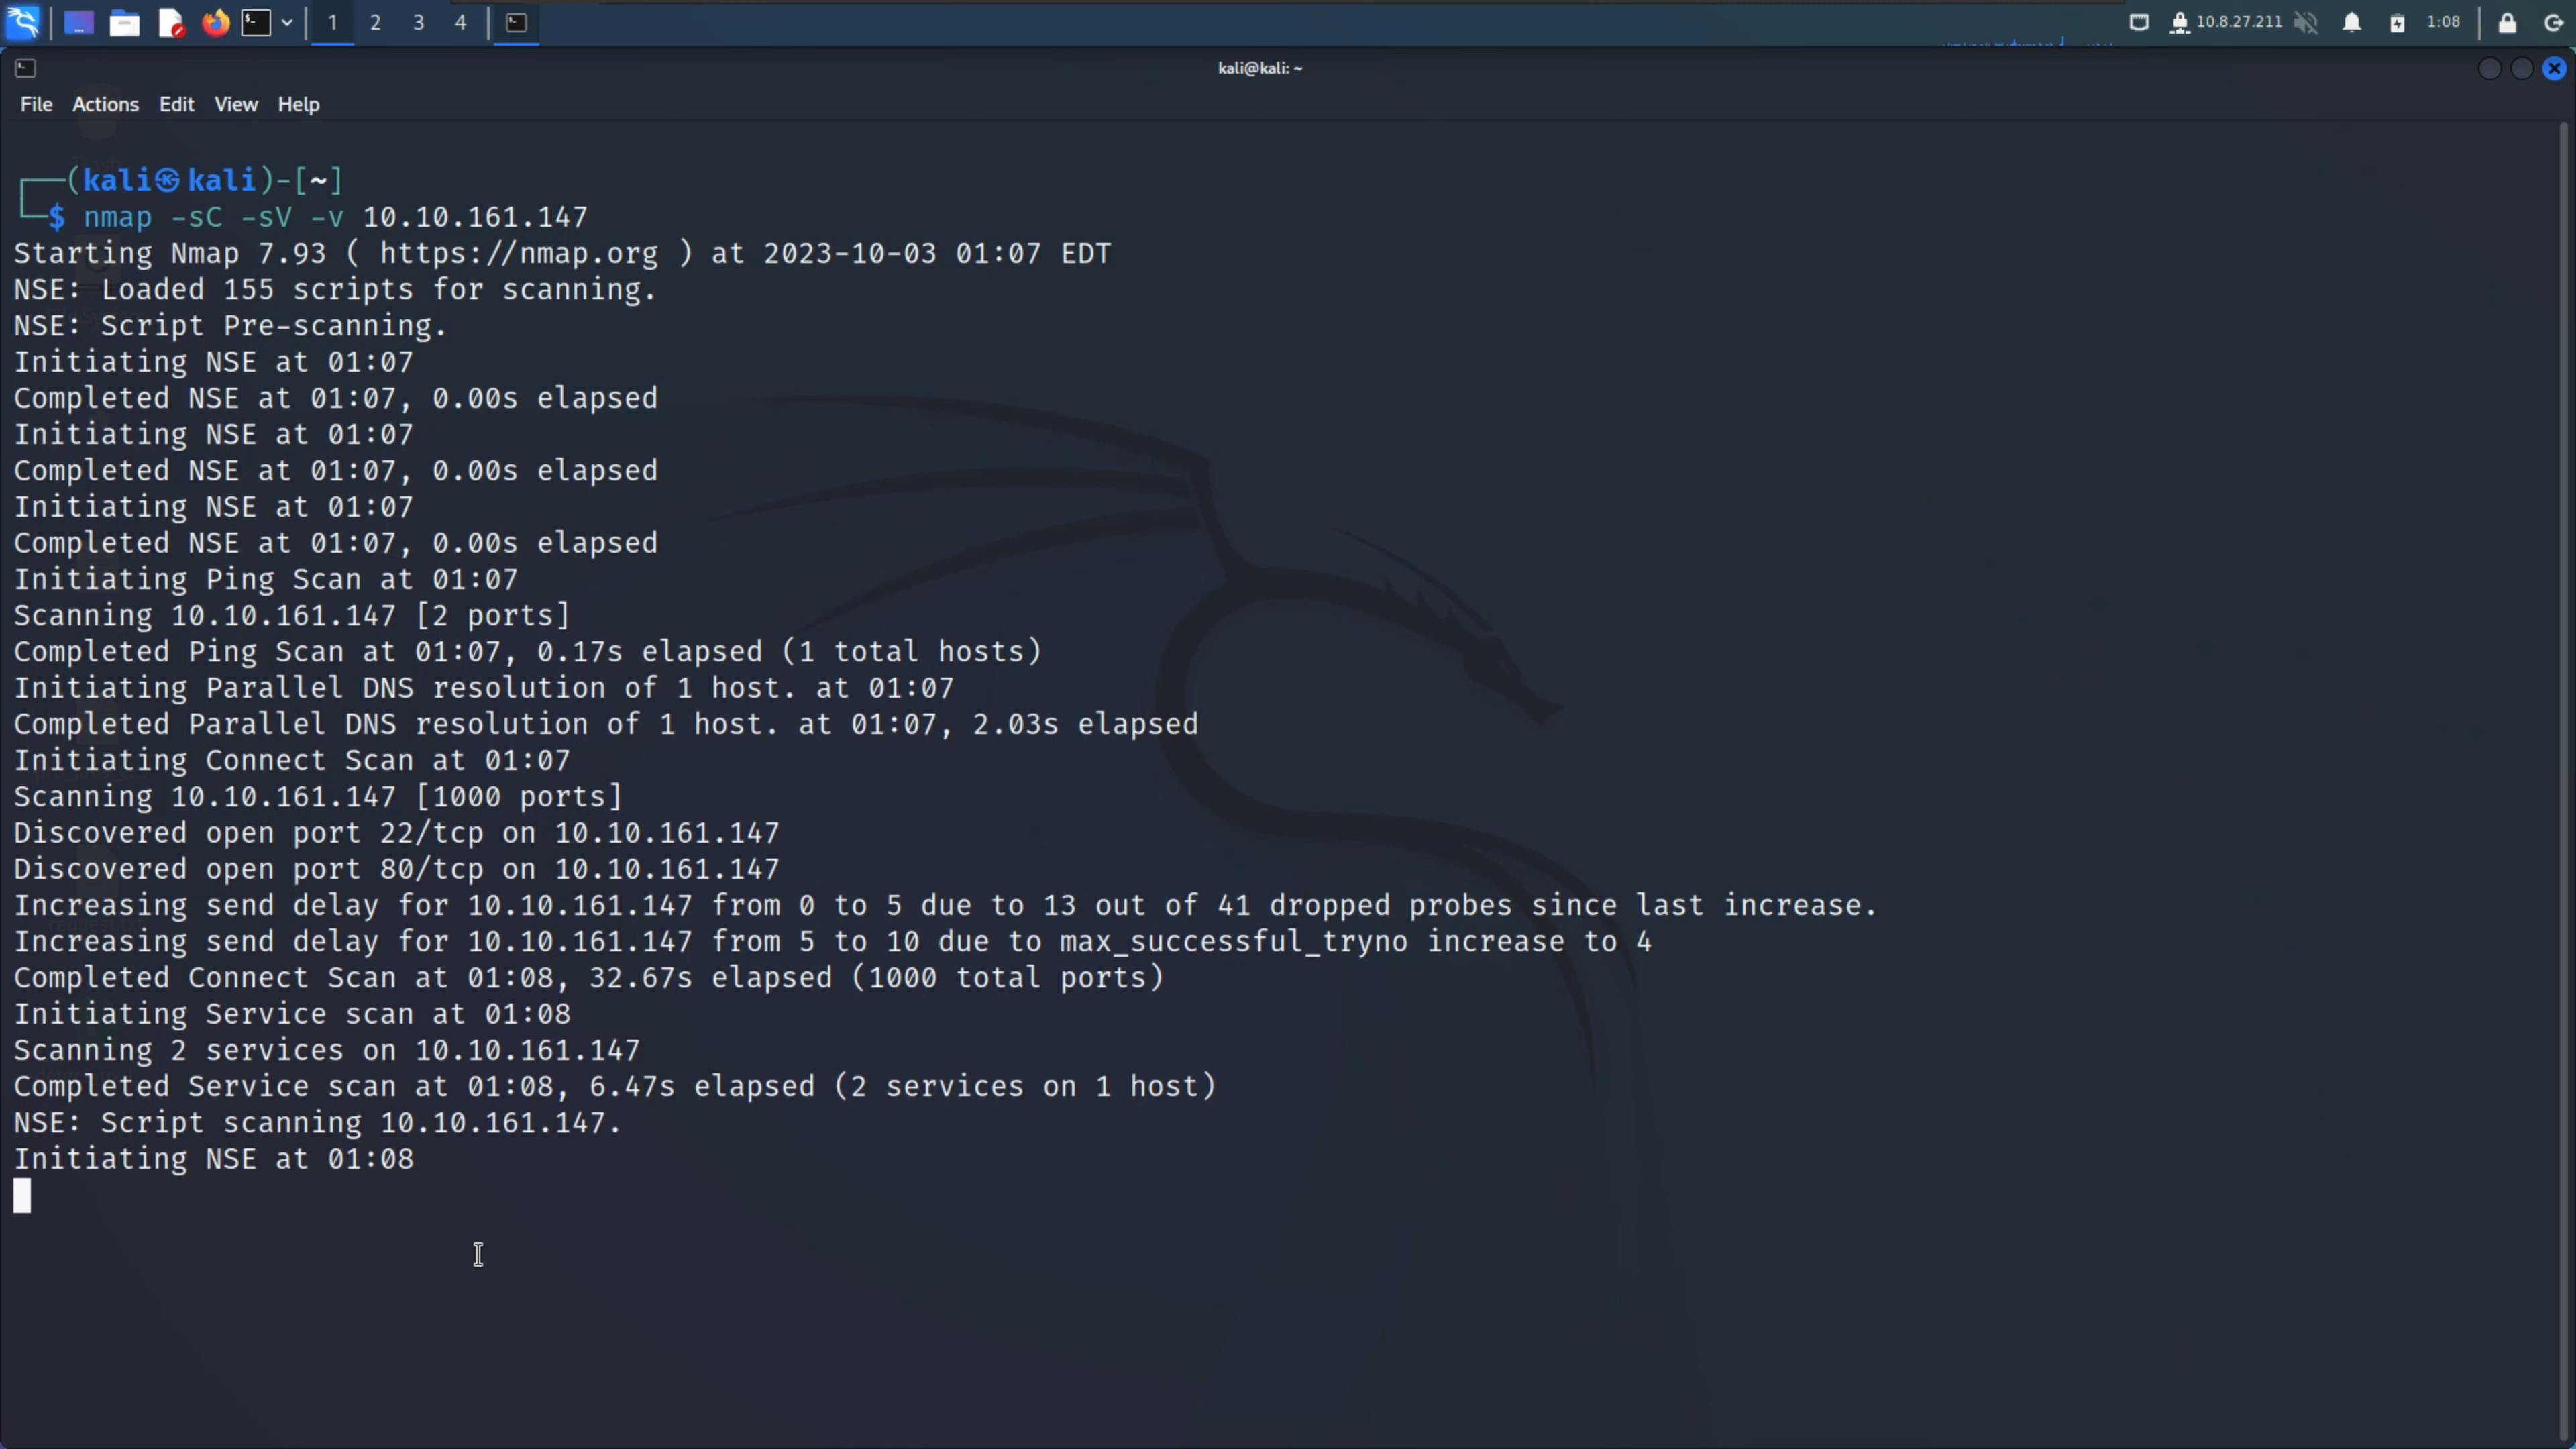 1 2 3 4 10.8.27.211 1:08
kali@kali: ~
File Actions Edit View Help
┌──(kali㉿kali)-[~]
└─$ nmap -sC -sV -v 10.10.161.147
Starting Nmap 7.93 ( https://nmap.org ) at 2023-10-03 01:07 EDT
NSE: Loaded 155 scripts for scanning.
NSE: Script Pre-scanning.
Initiating NSE at 01:07
Completed NSE at 01:07, 0.00s elapsed
Initiating NSE at 01:07
Completed NSE at 01:07, 0.00s elapsed
Initiating NSE at 01:07
Completed NSE at 01:07, 0.00s elapsed
Initiating Ping Scan at 01:07
Scanning 10.10.161.147 [2 ports]
Completed Ping Scan at 01:07, 0.17s elapsed (1 total hosts)
Initiating Parallel DNS resolution of 1 host. at 01:07
Completed Parallel DNS resolution of 1 host. at 01:07, 2.03s elapsed
Initiating Connect Scan at 01:07
Scanning 10.10.161.147 [1000 ports]
Discovered open port 22/tcp on 10.10.161.147
Discovered open port 80/tcp on 10.10.161.147
Increasing send delay for 10.10.161.147 from 0 to 5 due to 13 out of 41 dropped probes since last increase.
Increasing send delay for 10.10.161.147 from 5 to 10 due to max_successful_tryno increase to 4
Completed Connect Scan at 01:08, 32.67s elapsed (1000 total ports)
Initiating Service scan at 01:08
Scanning 2 services on 10.10.161.147
Completed Service scan at 01:08, 6.47s elapsed (2 services on 1 host)
NSE: Script scanning 10.10.161.147.
Initiating NSE at 01:08